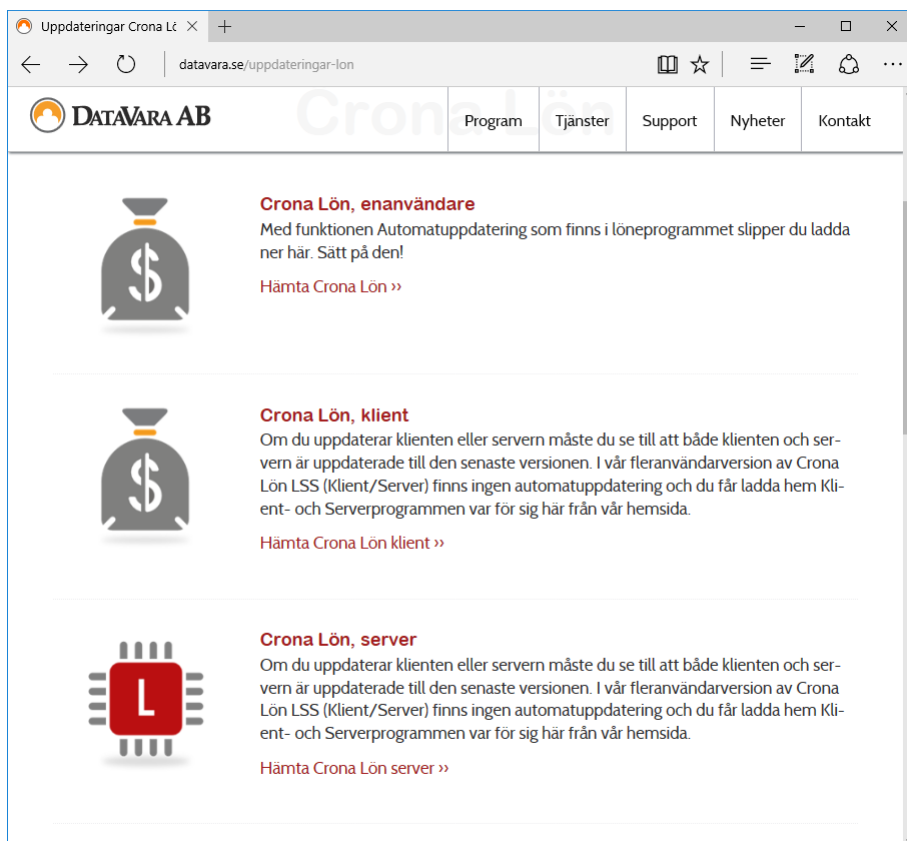 Uppdateringar Crona Lö
datavara.se/uppdateringar-lon
DATAVARA AB
Crona Lön
Program
Tjänster
Support
Nyheter
Kontakt
$
Crona Lön, enanvändare
Med funktionen Automatuppdatering som finns i löneprogrammet slipper du ladda
ner här. Sätt på den!
Hämta Crona Lön ››
$
Crona Lön, klient
Om du uppdaterar klienten eller servern måste du se till att både klienten och ser-
vern är uppdaterade till den senaste versionen. I vår fleranvändarversion av Crona
Lön LSS (Klient/Server) finns ingen automatuppdatering och du får ladda hem Kli-
ent- och Serverprogrammen var för sig här från vår hemsida.
Hämta Crona Lön klient ››
L
Crona Lön, server
Om du uppdaterar klienten eller servern måste du se till att både klienten och ser-
vern är uppdaterade till den senaste versionen. I vår fleranvändarversion av Crona
Lön LSS (Klient/Server) finns ingen automatuppdatering och du får ladda hem Kli-
ent- och Serverprogrammen var för sig här från vår hemsida.
Hämta Crona Lön server ››